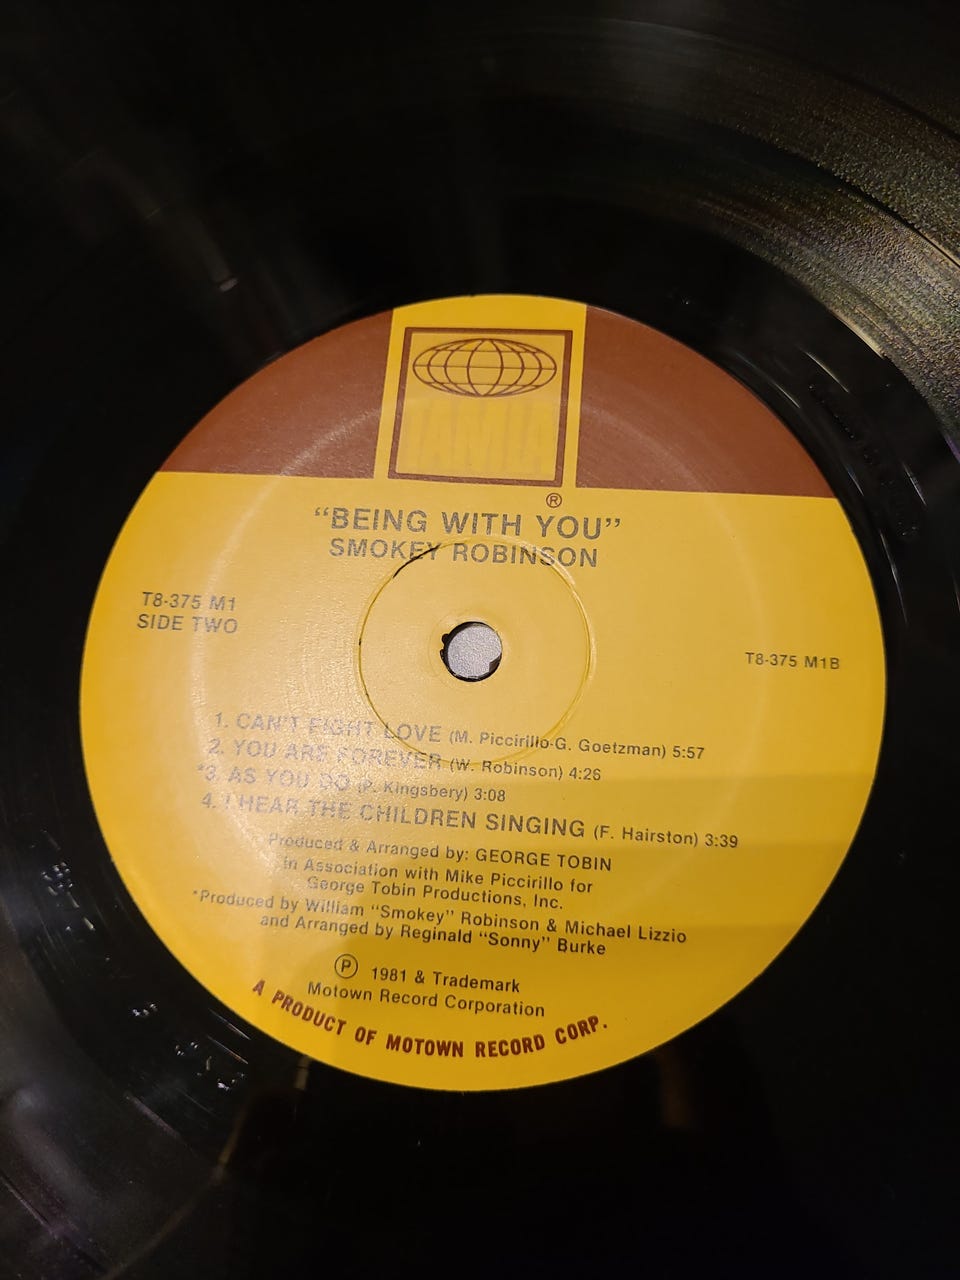 TAMLA
®
"BEING WITH YOU"
SMOKEY ROBINSON
T8-375 M1
SIDE TWO
T8-375 M1B
1. CAN'T FIGHT LOVE (M. Piccirillo-G. Goetzman) 5:57
2. YOU ARE FOREVER (W. Robinson) 4:26
*3. AS YOU DO (P. Kingsbery) 3:08
4. I HEAR THE CHILDREN SINGING (F. Hairston) 3:39
Produced & Arranged by: GEORGE TOBIN
in Association with Mike Piccirillo for
George Tobin Productions, Inc.
*Produced by William "Smokey" Robinson & Michael Lizzio
and Arranged by Reginald "Sonny" Burke
℗ 1981 & Trademark
Motown Record Corporation
A PRODUCT OF MOTOWN RECORD CORP.